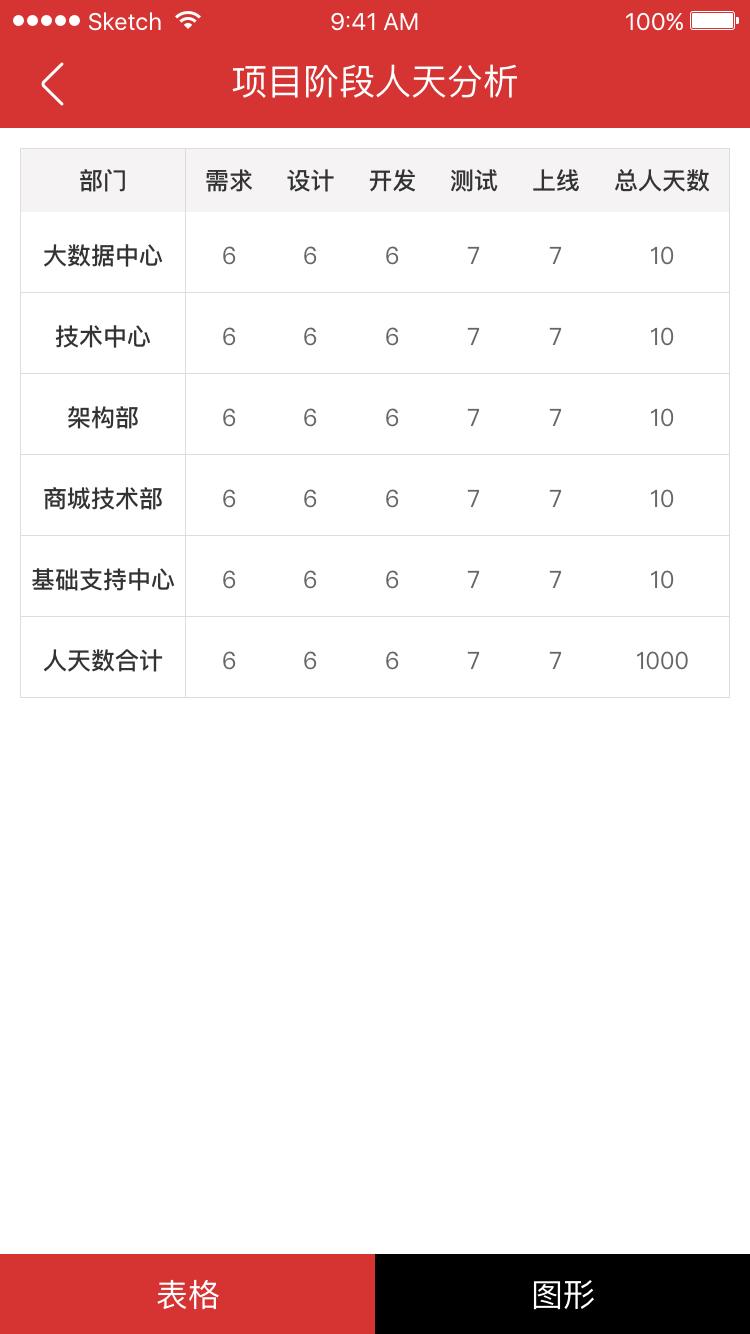 Sketch 9:41 AM 100%
项目阶段人天分析
部门 需求 设计 开发 测试 上线 总人天数
大数据中心 6 6 6 7 7 10
技术中心 6 6 6 7 7 10
架构部 6 6 6 7 7 10
商城技术部 6 6 6 7 7 10
基础支持中心 6 6 6 7 7 10
人天数合计 6 6 6 7 7 1000
表格 图形